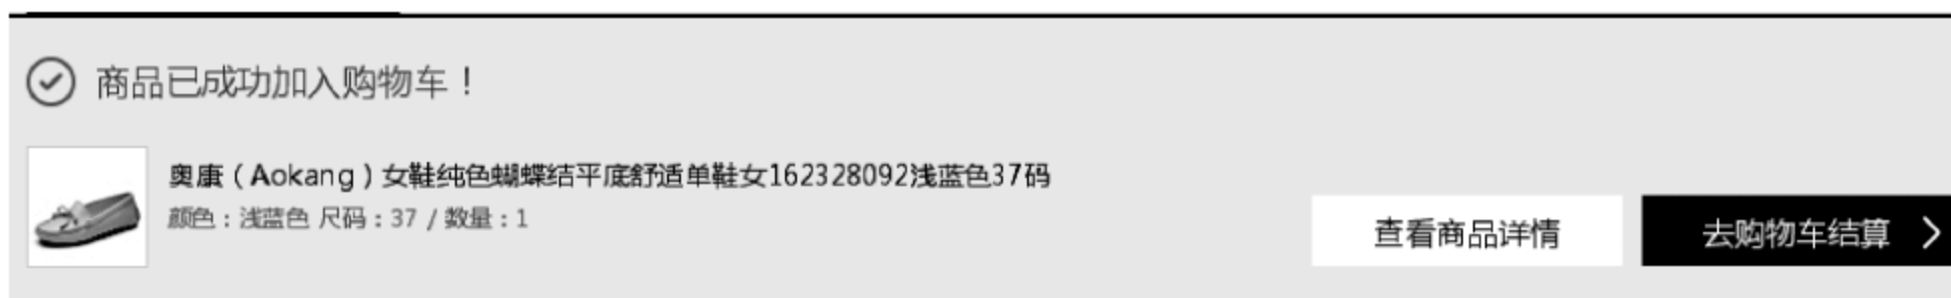 商品已成功加入购物车！
奥康（Aokang）女鞋纯色蝴蝶结平底舒适单鞋女162328092浅蓝色37码
颜色：浅蓝色 尺码：37 / 数量：1
查看商品详情
去购物车结算